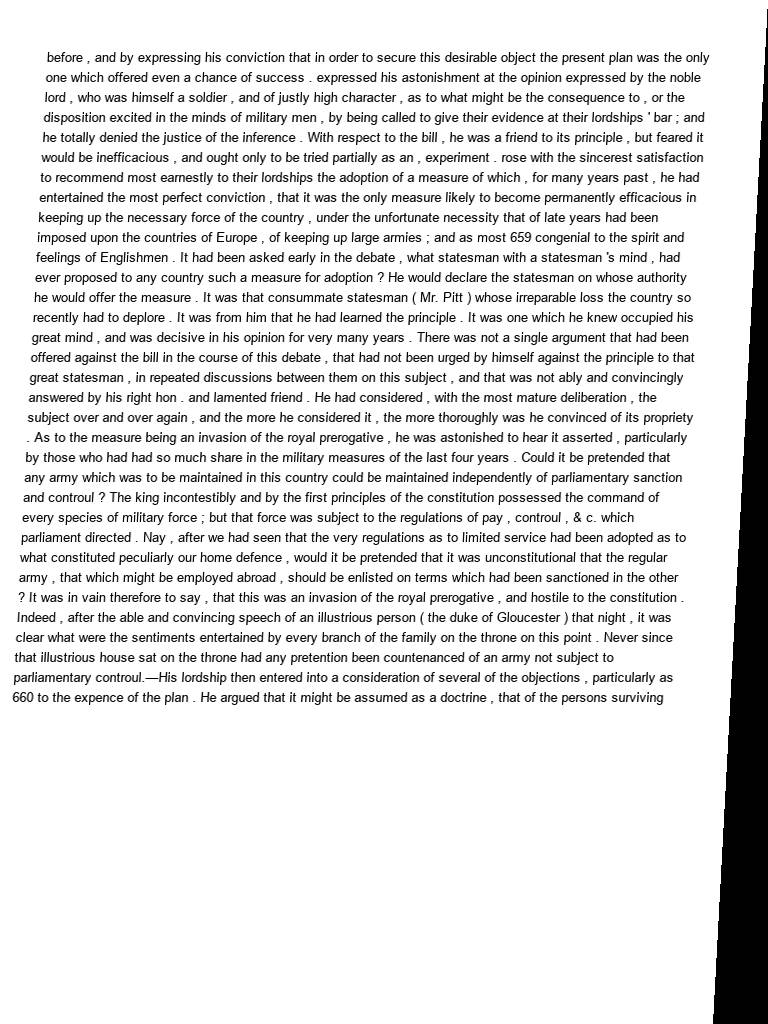 before , and by expressing his conviction that in order to secure this desirable object the present plan was the only
one which offered even a chance of success . expressed his astonishment at the opinion expressed by the noble
lord , who was himself a soldier , and of justly high character , as to what might be the consequence to , or the
disposition excited in the minds of military men , by being called to give their evidence at their lordships ' bar ; and
he totally denied the justice of the inference . With respect to the bill , he was a friend to its principle , but feared it
would be inefficacious , and ought only to be tried partially as an , experiment . rose with the sincerest satisfaction
to recommend most earnestly to their lordships the adoption of a measure of which , for many years past , he had
entertained the most perfect conviction , that it was the only measure likely to become permanently efficacious in
keeping up the necessary force of the country , under the unfortunate necessity that of late years had been
imposed upon the countries of Europe , of keeping up large armies ; and as most 659 congenial to the spirit and
feelings of Englishmen . It had been asked early in the debate , what statesman with a statesman 's mind , had
ever proposed to any country such a measure for adoption ? He would declare the statesman on whose authority
he would offer the measure . It was that consummate statesman ( Mr. Pitt ) whose irreparable loss the country so
recently had to deplore . It was from him that he had learned the principle . It was one which he knew occupied his
great mind , and was decisive in his opinion for very many years . There was not a single argument that had been
offered against the bill in the course of this debate , that had not been urged by himself against the principle to that
great statesman , in repeated discussions between them on this subject , and that was not ably and convincingly
answered by his right hon . and lamented friend . He had considered , with the most mature deliberation , the
subject over and over again , and the more he considered it , the more thoroughly was he convinced of its propriety
. As to the measure being an invasion of the royal prerogative , he was astonished to hear it asserted , particularly
by those who had had so much share in the military measures of the last four years . Could it be pretended that
any army which was to be maintained in this country could be maintained independently of parliamentary sanction
and controul ? The king incontestibly and by the first principles of the constitution possessed the command of
every species of military force ; but that force was subject to the regulations of pay , controul , & c. which
parliament directed . Nay , after we had seen that the very regulations as to limited service had been adopted as to
what constituted peculiarly our home defence , would it be pretended that it was unconstitutional that the regular
army , that which might be employed abroad , should be enlisted on terms which had been sanctioned in the other
? It was in vain therefore to say , that this was an invasion of the royal prerogative , and hostile to the constitution .
Indeed , after the able and convincing speech of an illustrious person ( the duke of Gloucester ) that night , it was
clear what were the sentiments entertained by every branch of the family on the throne on this point . Never since
that illustrious house sat on the throne had any pretention been countenanced of an army not subject to
parliamentary controul.—His lordship then entered into a consideration of several of the objections , particularly as
660 to the expence of the plan . He argued that it might be assumed as a doctrine , that of the persons surviving